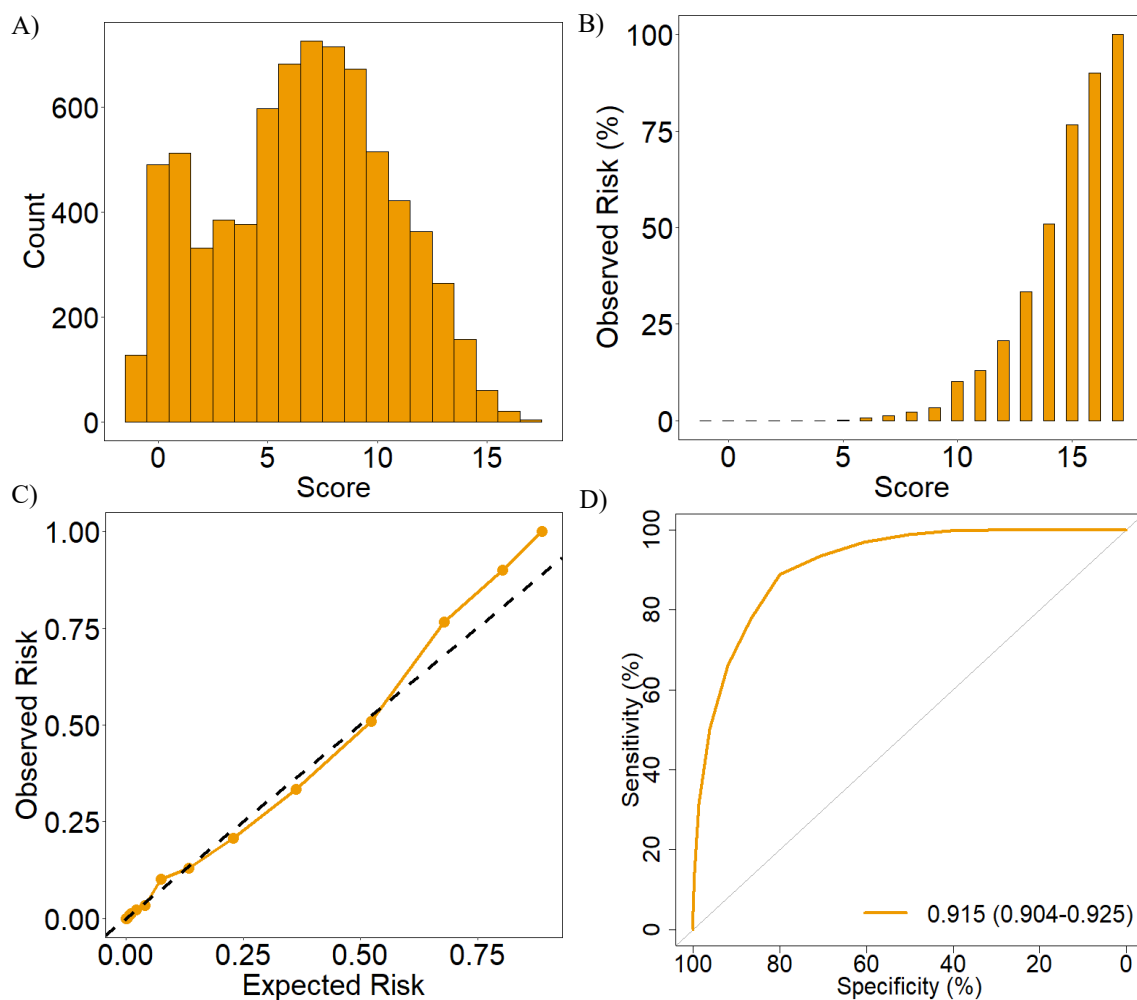 A)
600
400
200
0
Count
0 5 10 15
Score
B)
100
75
50
25
0
Observed Risk (%)
0 5 10 15
Score
C)
1.00
0.75
0.50
0.25
0.00
Observed Risk
0.00 0.25 0.50 0.75
Expected Risk
D)
100
80
60
40
20
0
Sensitivity (%)
0.915 (0.904-0.925)
100 80 60 40 20 0
Specificity (%)